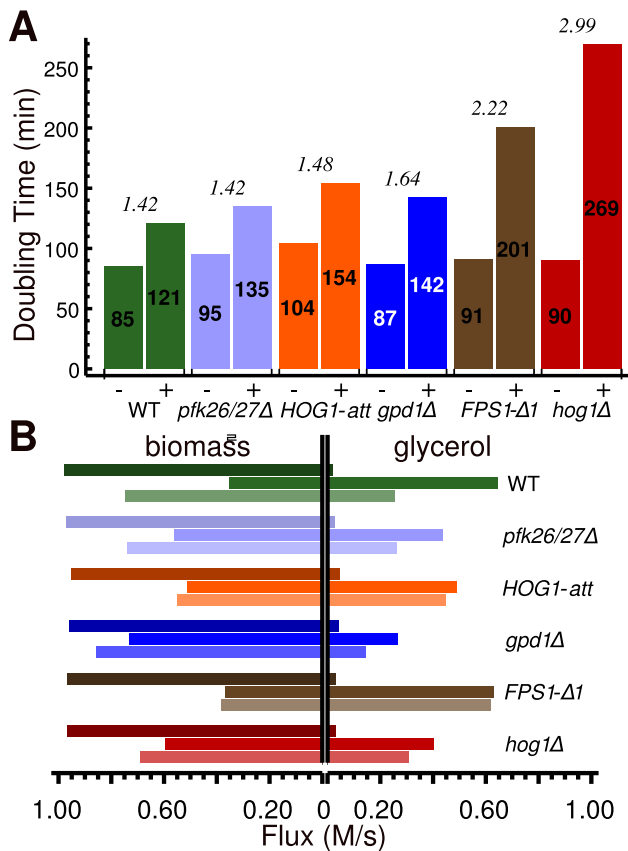 A
Doubling Time (min)
250
200
150
100
50
0
1.42
1.42
1.48
1.64
2.22
2.99
85
121
95
135
104
154
87
142
91
201
90
269
- + - + - + - + - + - +
WT pfk26/27Δ HOG1-att gpd1Δ FPS1-Δ1 hog1Δ
B
biomass glycerol
WT
pfk26/27Δ
HOG1-att
gpd1Δ
FPS1-Δ1
hog1Δ
1.00 0.60 0.20 0 0.20 0.60 1.00
Flux (M/s)